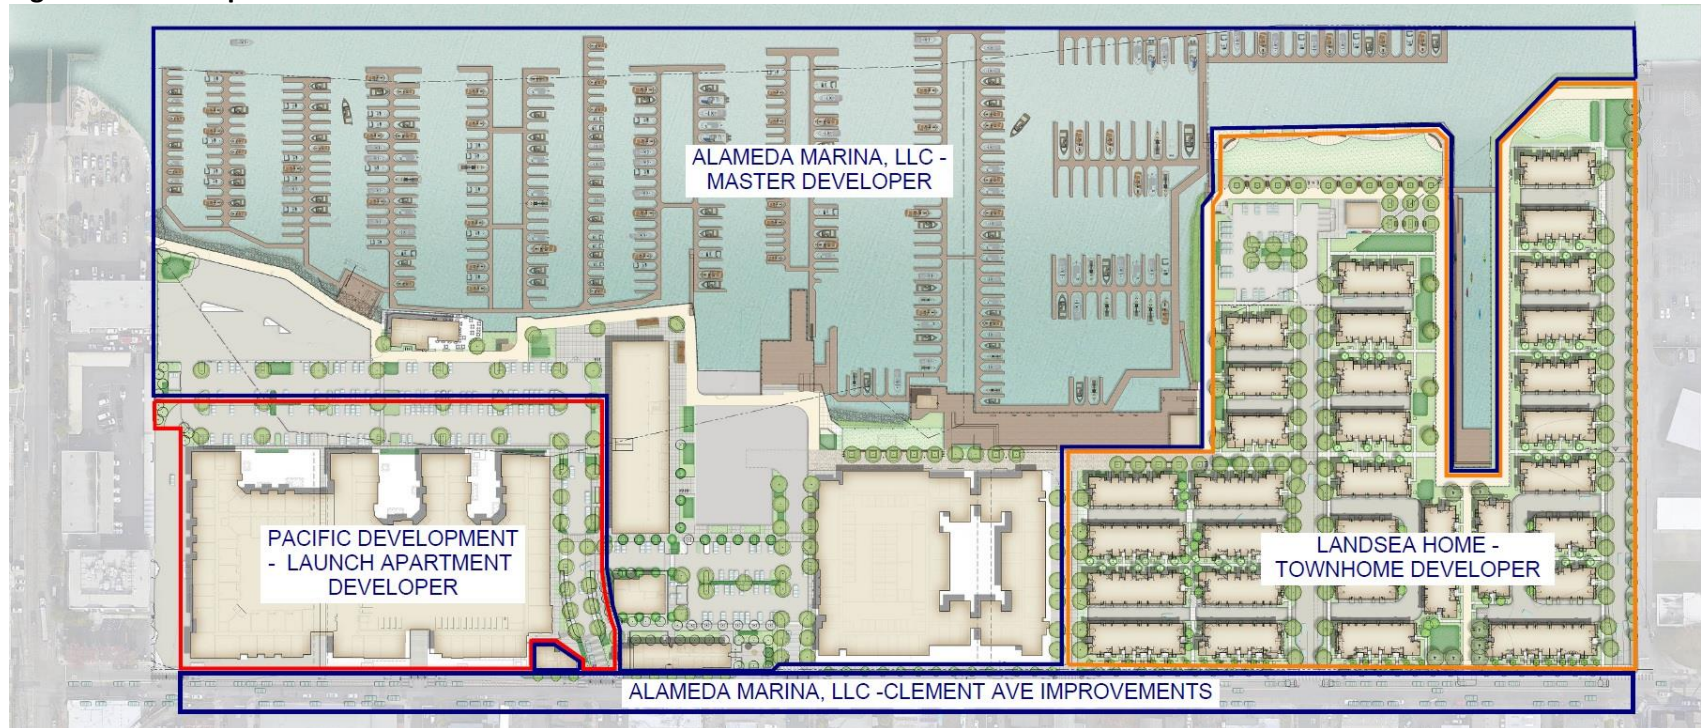 ALAMEDA MARINA, LLC -
MASTER DEVELOPER
PACIFIC DEVELOPMENT
- LAUNCH APARTMENT
DEVELOPER
LANDSEA HOME -
TOWNHOME DEVELOPER
ALAMEDA MARINA, LLC -CLEMENT AVE IMPROVEMENTS